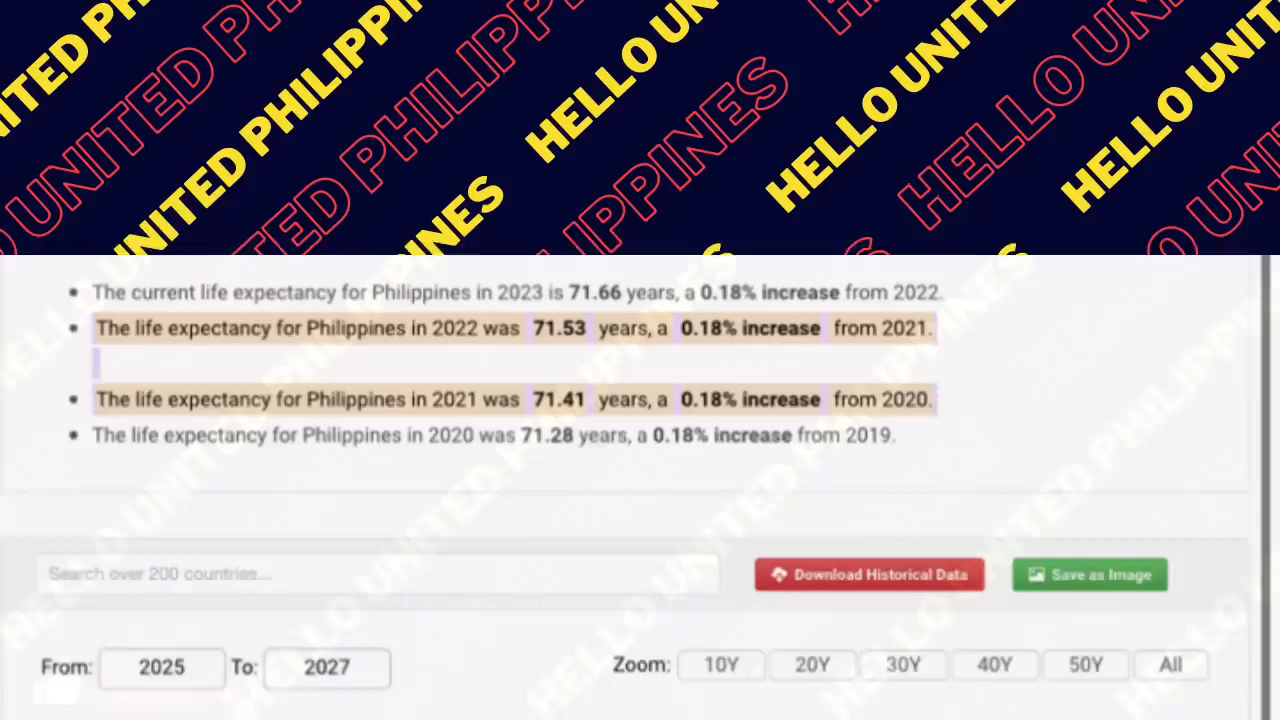 UNITED PHILIPPINES
HELLO UNITED PHILIPPINES
HELLO UNITED
The current life expectancy for Philippines in 2023 is 71.66 years, a 0.18% increase from 2022.
The life expectancy for Philippines in 2022 was 71.53 years, a 0.18% increase from 2021.
The life expectancy for Philippines in 2021 was 71.41 years, a 0.18% increase from 2020.
The life expectancy for Philippines in 2020 was 71.28 years, a 0.18% increase from 2019.
Search over 200 countries...
Download Historical Data
Save as Image
From: 2025 To: 2027
Zoom: 10Y 20Y 30Y 40Y 50Y All